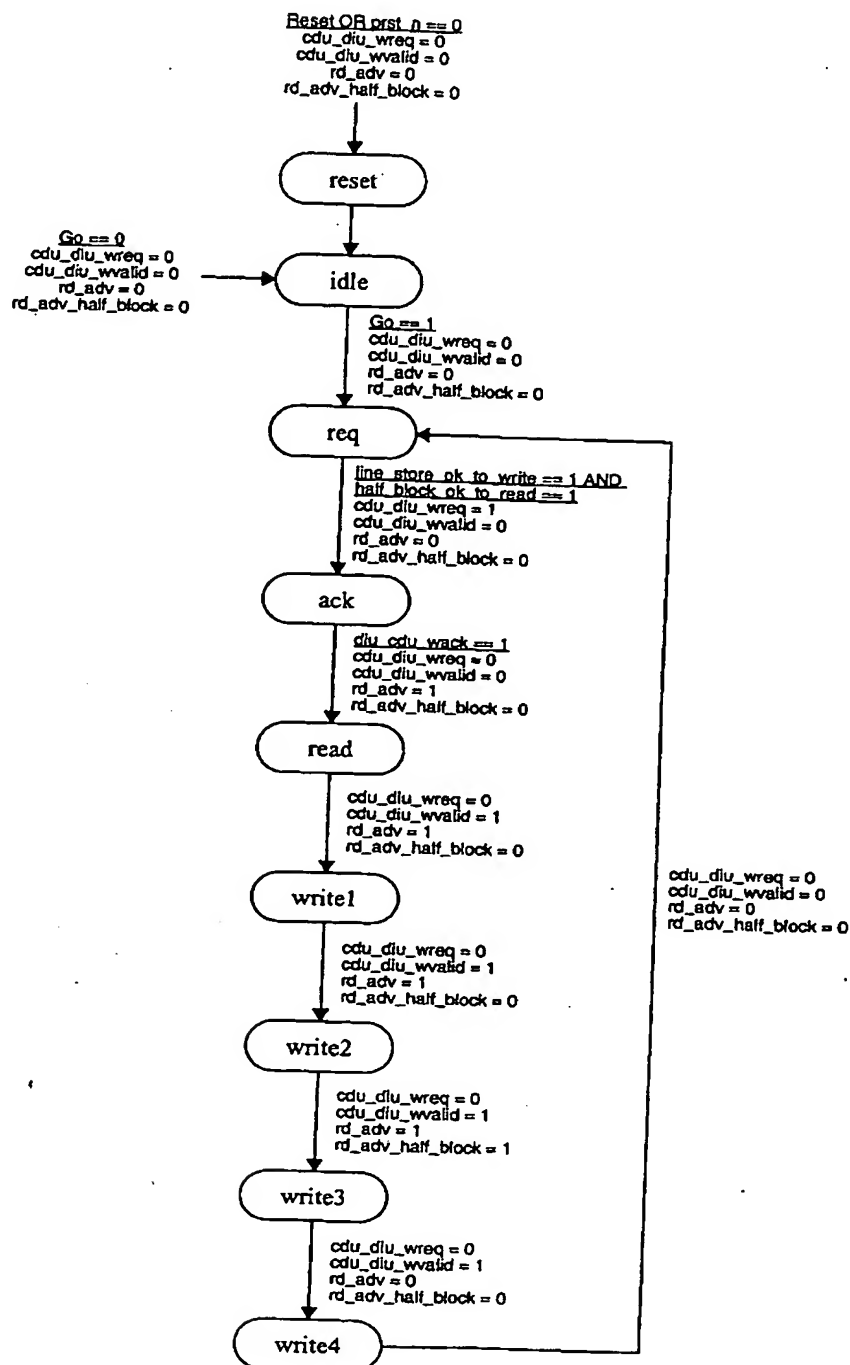 Reset OR prst_n == 0
cdu_diu_wreq = 0
cdu_diu_wvalid = 0
rd_adv = 0
rd_adv_half_block = 0
reset
Go == 0
cdu_diu_wreq = 0
cdu_diu_wvalid = 0
rd_adv = 0
rd_adv_half_block = 0
idle
Go == 1
cdu_diu_wreq = 0
cdu_diu_wvalid = 0
rd_adv = 0
rd_adv_half_block = 0
req
line_store_ok_to_write == 1 AND
half_block_ok_to_read == 1
cdu_diu_wreq = 1
cdu_diu_wvalid = 0
rd_adv = 0
rd_adv_half_block = 0
ack
diu_cdu_wack == 1
cdu_diu_wreq = 0
cdu_diu_wvalid = 0
rd_adv = 1
rd_adv_half_block = 0
read
cdu_diu_wreq = 0
cdu_diu_wvalid = 1
rd_adv = 1
rd_adv_half_block = 0
write1
cdu_diu_wreq = 0
cdu_diu_wvalid = 0
rd_adv = 0
rd_adv_half_block = 0
cdu_diu_wreq = 0
cdu_diu_wvalid = 1
rd_adv = 1
rd_adv_half_block = 0
write2
cdu_diu_wreq = 0
cdu_diu_wvalid = 1
rd_adv = 1
rd_adv_half_block = 1
write3
cdu_diu_wreq = 0
cdu_diu_wvalid = 1
rd_adv = 0
rd_adv_half_block = 0
write4